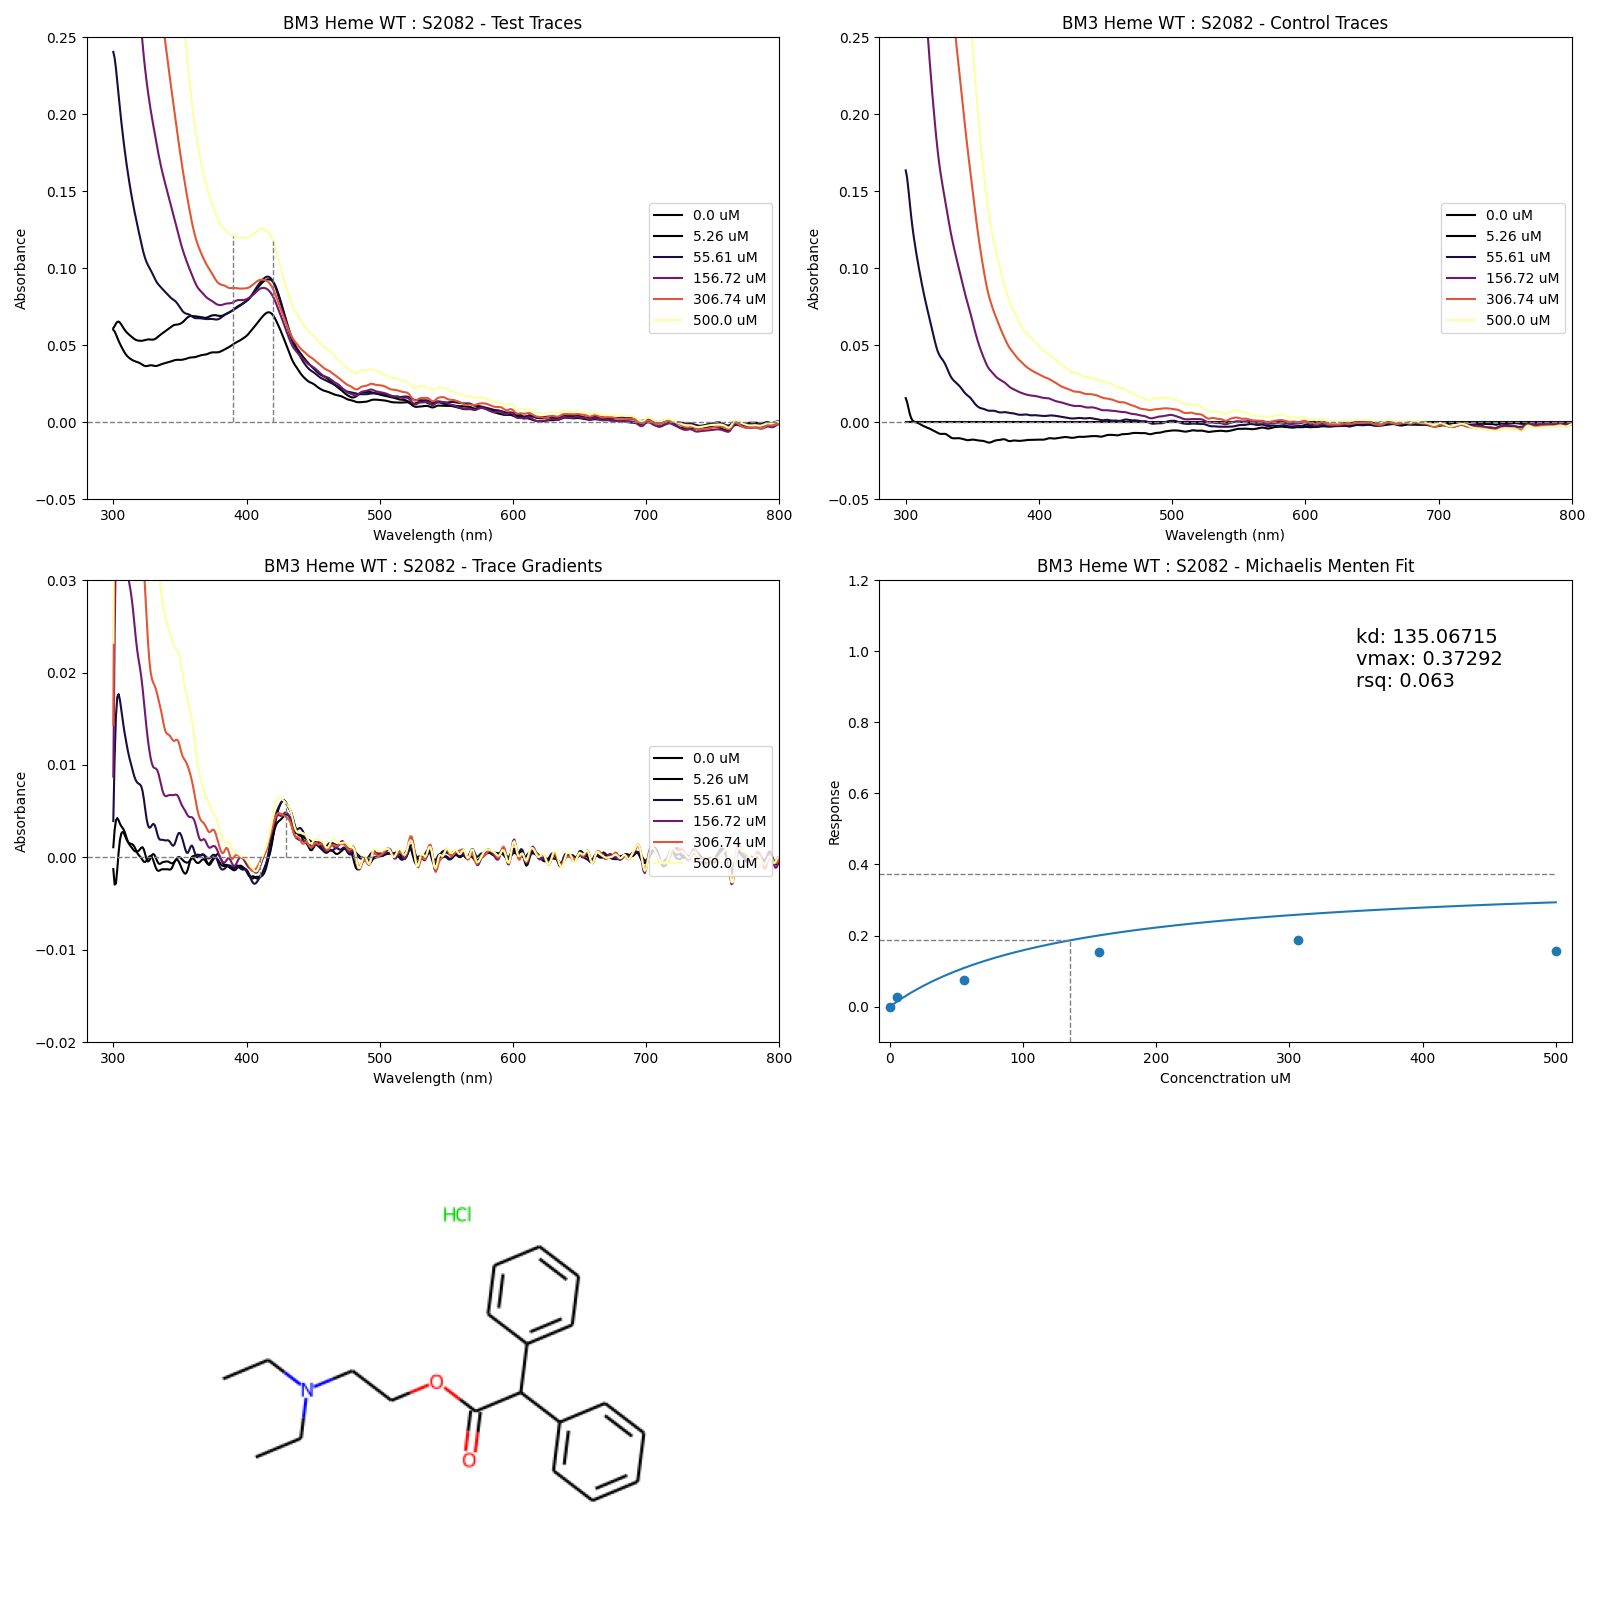 BM3 Heme WT : S2082 - Test Traces
0.25
0.20
0.15
0.10
0.05
0.00
−0.05
Absorbance
300 400 500 600 700 800
Wavelength (nm)
0.0 uM
5.26 uM
55.61 uM
156.72 uM
306.74 uM
500.0 uM
BM3 Heme WT : S2082 - Control Traces
0.25
0.20
0.15
0.10
0.05
0.00
−0.05
Absorbance
300 400 500 600 700 800
Wavelength (nm)
0.0 uM
5.26 uM
55.61 uM
156.72 uM
306.74 uM
500.0 uM
BM3 Heme WT : S2082 - Trace Gradients
0.03
0.02
0.01
0.00
−0.01
−0.02
Absorbance
300 400 500 600 700 800
Wavelength (nm)
0.0 uM
5.26 uM
55.61 uM
156.72 uM
306.74 uM
500.0 uM
BM3 Heme WT : S2082 - Michaelis Menten Fit
1.2
1.0
0.8
0.6
0.4
0.2
0.0
Response
0 100 200 300 400 500
Concenctration uM
kd: 135.06715
vmax: 0.37292
rsq: 0.063
HCl
N
O
O